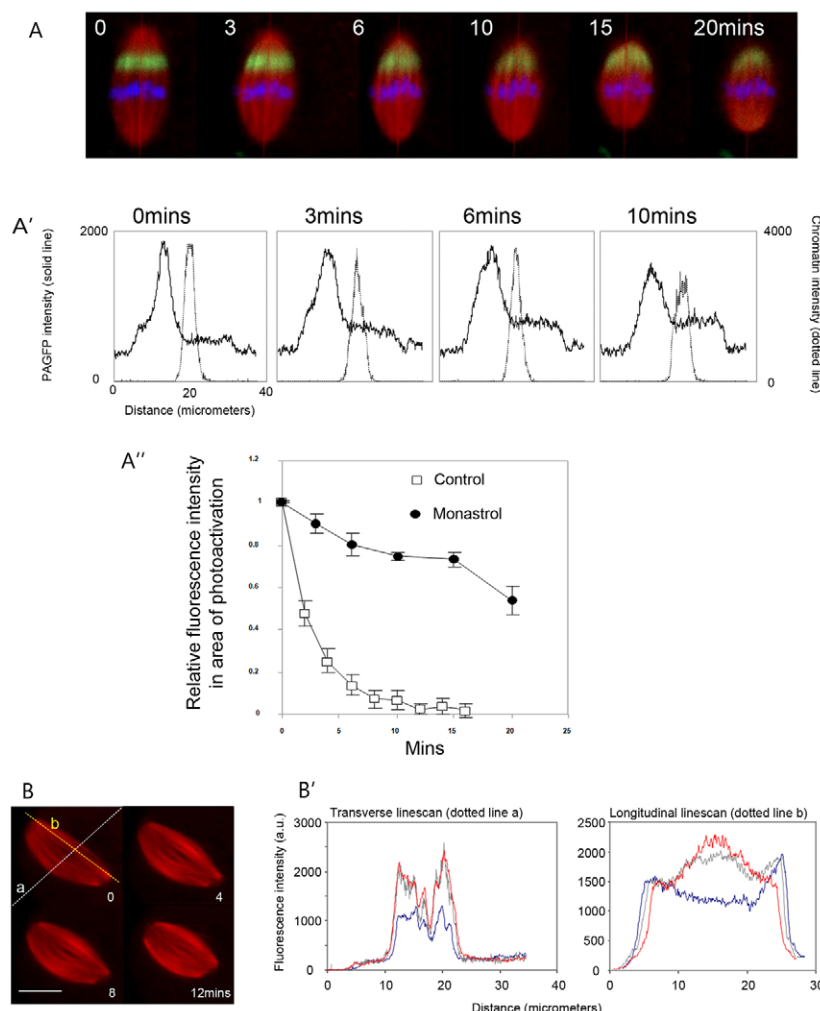 A
0 3 6 10 15 20mins
A'
0mins 3mins 6mins 10mins
2000
4000
PAGFP intensity (solid line)
Chromatin intensity (dotted line)
0
0
0 20 40
Distance (micrometers)
A''
Relative fluorescence intensity
in area of photoactivation
1.2
1
0.8
0.6
0.4
0.2
0
Control
Monastrol
0 5 10 15 20 25
Mins
B
b
a
0
4
8
12mins
B'
Transverse linescan (dotted line a)
Longitudinal linescan (dotted line b)
Fluorescence intensity (a.u.)
3000
2000
1000
0
0 10 20 30 40
2500
2000
1500
1000
500
0
0 10 20 30
Distance (micrometers)